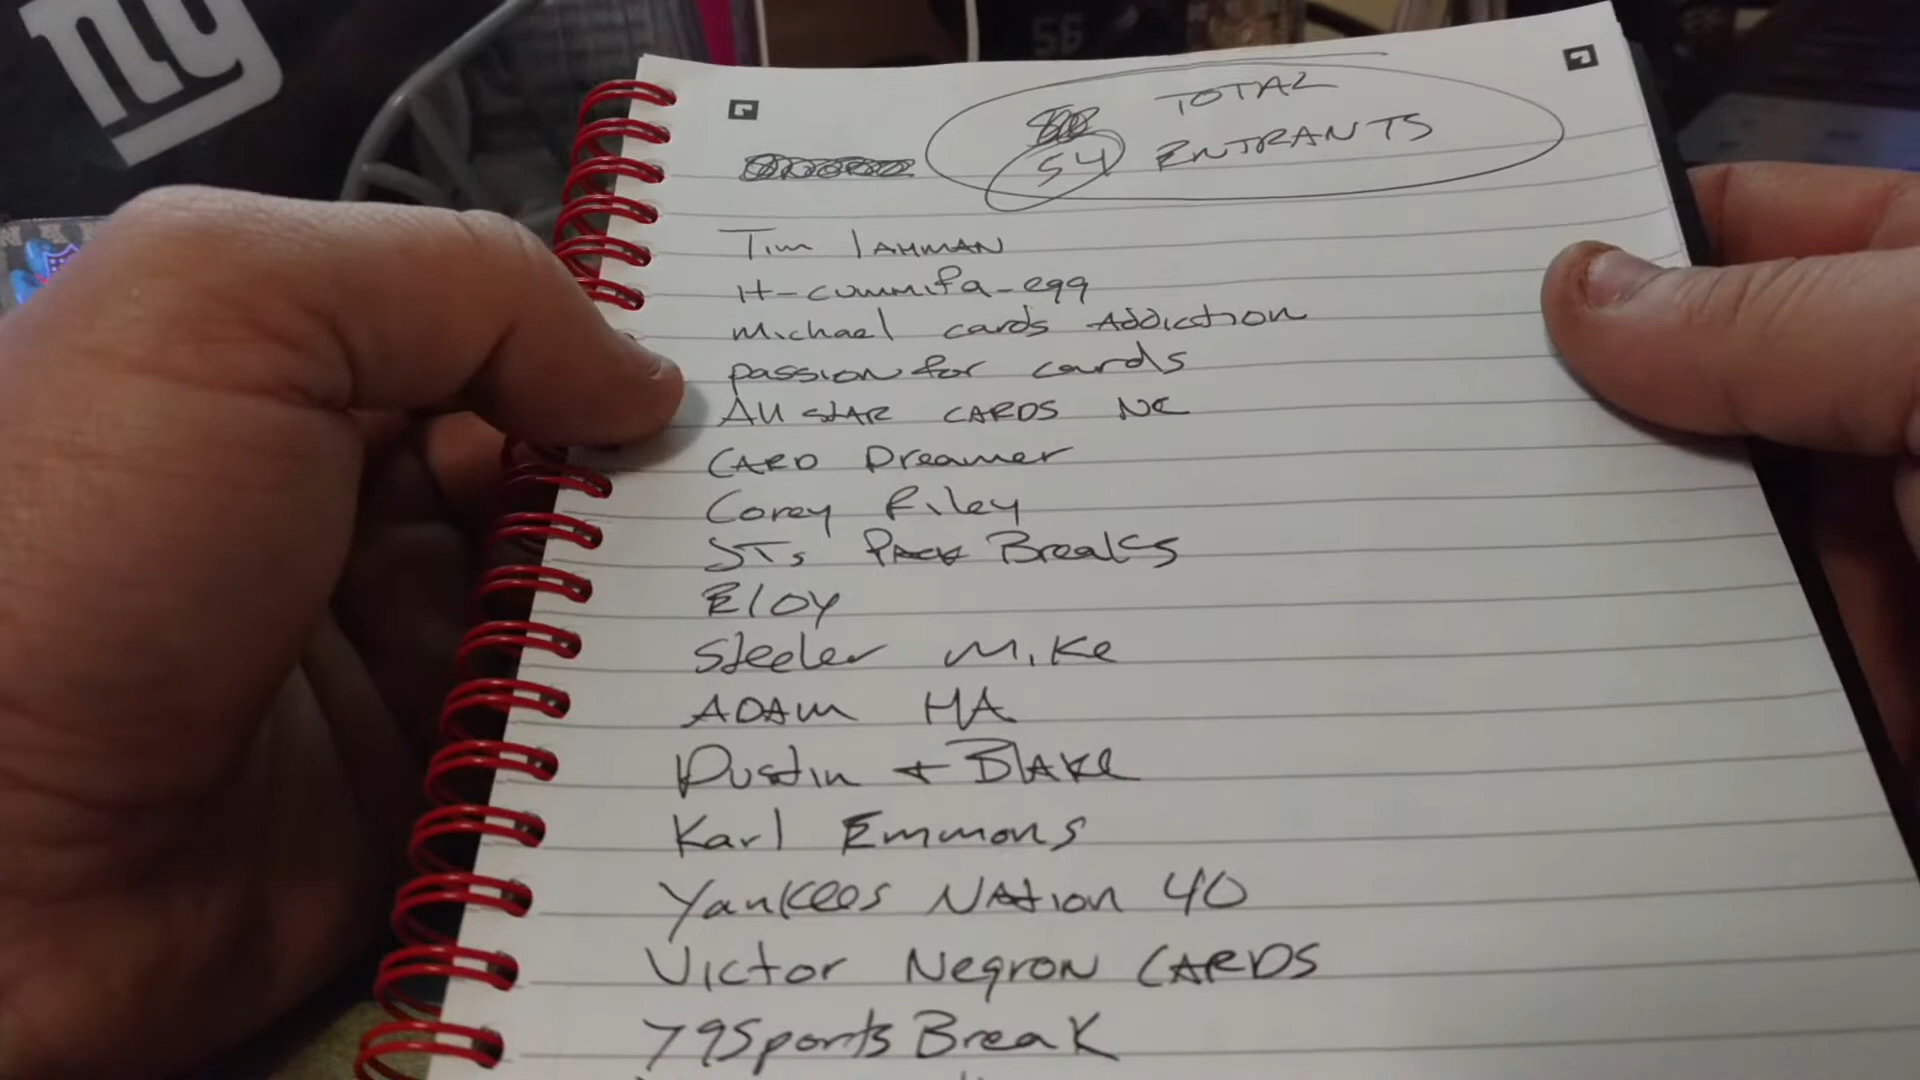 ny
56
TOTAL
54 ENTRANTS
Tim LAHMAN
H-cummifa-egg
Michael cards Addiction
passion for cards
All STAR CARDS NC
CARD Dreamer
Corey Riley
JTs PACK Breaks
Eloy
Steeler Mike
ADAM HA
Dustin + BLAKE
Karl Emmons
Yankees NAtion 40
Victor Negron CARDS
79SportsBreak